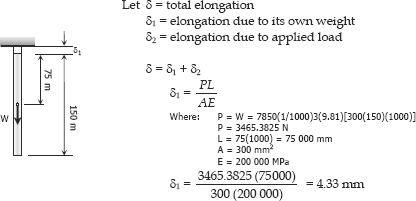 Let δ = total elongation
δ₁ = elongation due to its own weight
δ₂ = elongation due to applied load
δ = δ₁ + δ₂
δ₁ = PL / AE
Where: P = W = 7850(1/1000)3(9.81)[300(150)(1000)]
P = 3465.3825 N
L = 75(1000) = 75 000 mm
A = 300 mm²
E = 200 000 MPa
δ₁ = 3465.3825 (75000) / 300 (200 000) = 4.33 mm
δ₁
75 m
150 m
W